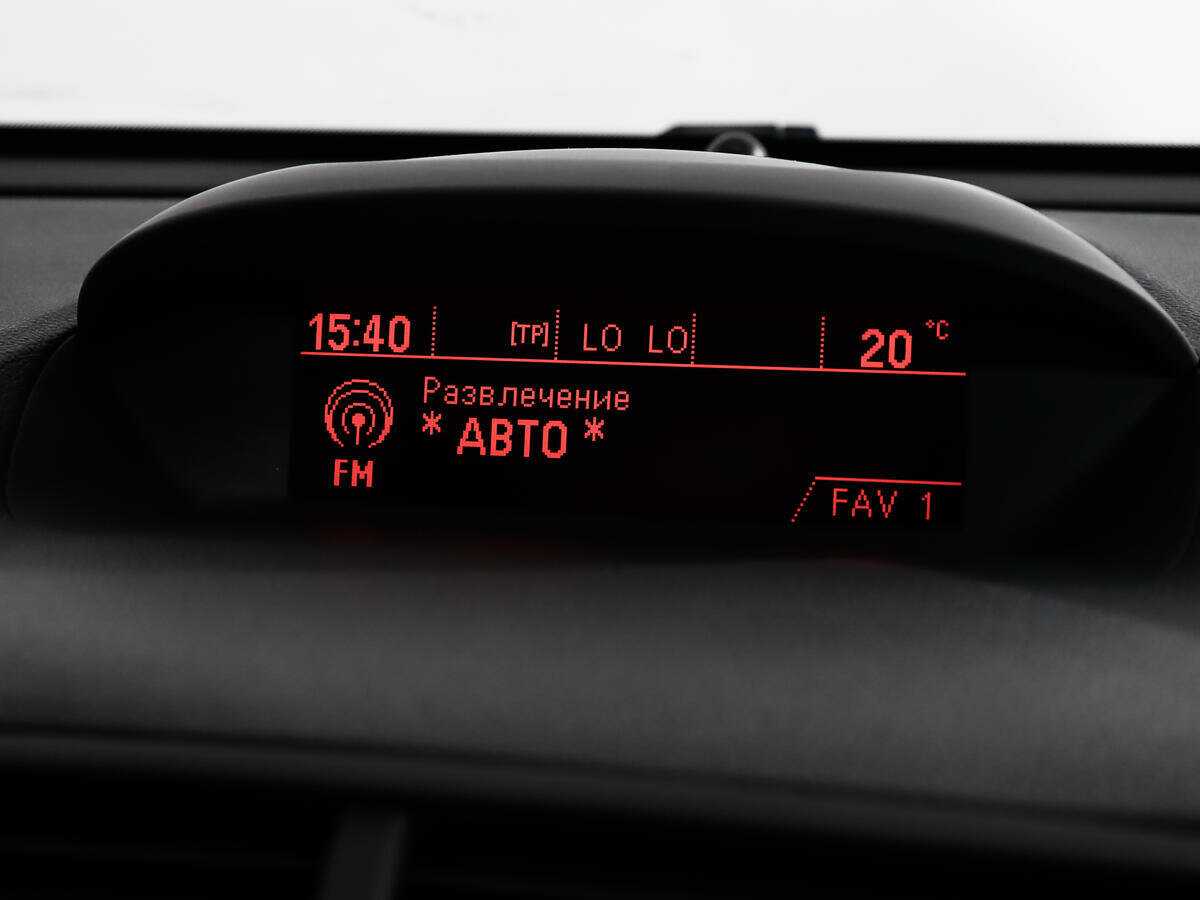 15:40 [TP] LO LO 20 °C
Развлечение
* АВТО *
FM
FAV 1